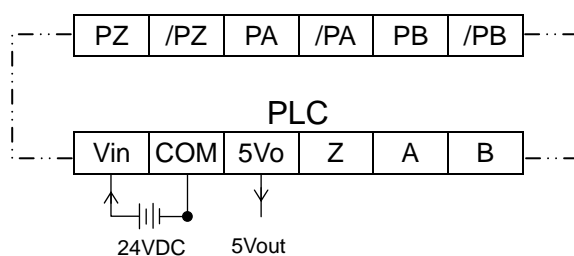 PZ /PZ PA /PA PB /PB
PLC
Vin COM 5Vo Z A B
24VDC 5Vout